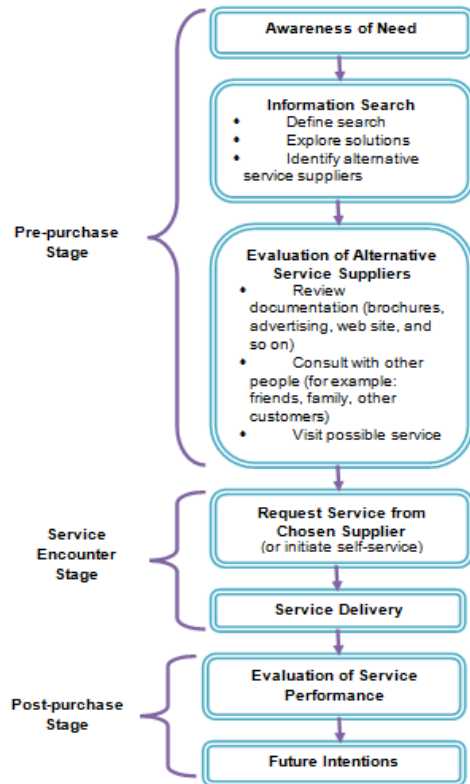 Awareness of Need
Information Search
• Define search
• Explore solutions
• Identify alternative
service suppliers
Pre-purchase
Stage
Evaluation of Alternative
Service Suppliers
• Review
documentation (brochures,
advertising, web site, and
so on)
• Consult with other
people (for example:
friends, family, other
customers)
• Visit possible service
Service
Encounter
Stage
Request Service from
Chosen Supplier
(or initiate self-service)
Service Delivery
Post-purchase
Stage
Evaluation of Service
Performance
Future Intentions